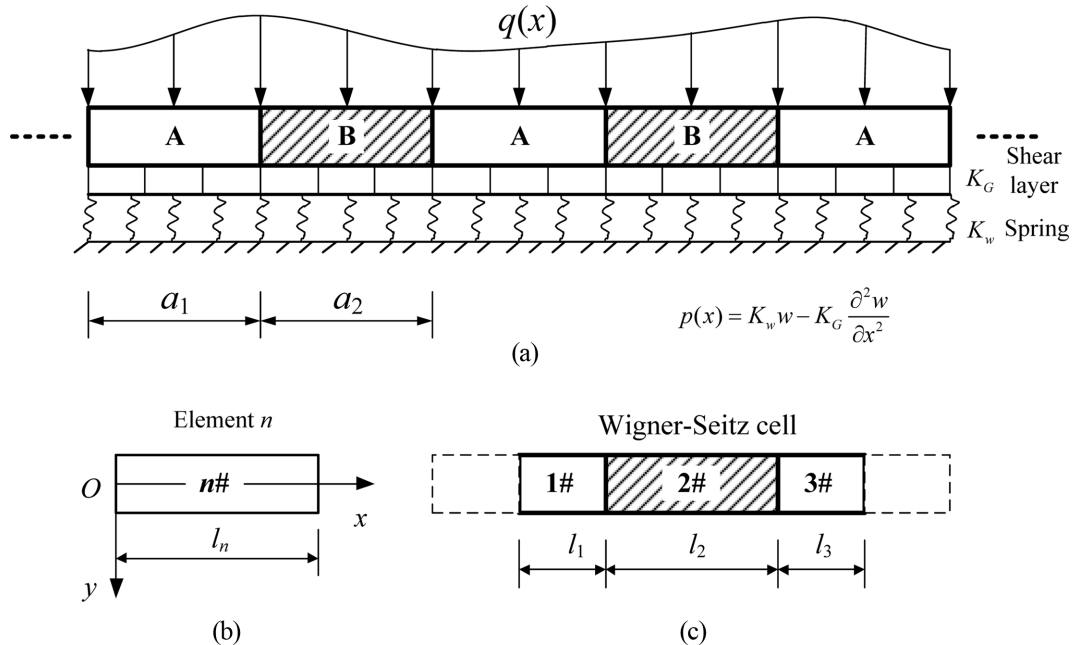 q(x)
A B A B A
K_G Shear layer
K_w Spring
a_1 a_2
p(x) = K_w w − K_G ∂²w/∂x²
(a)
Element n
Wigner-Seitz cell
O n# x
1# 2# 3#
l_n
l_1 l_2 l_3
y
(b) (c)